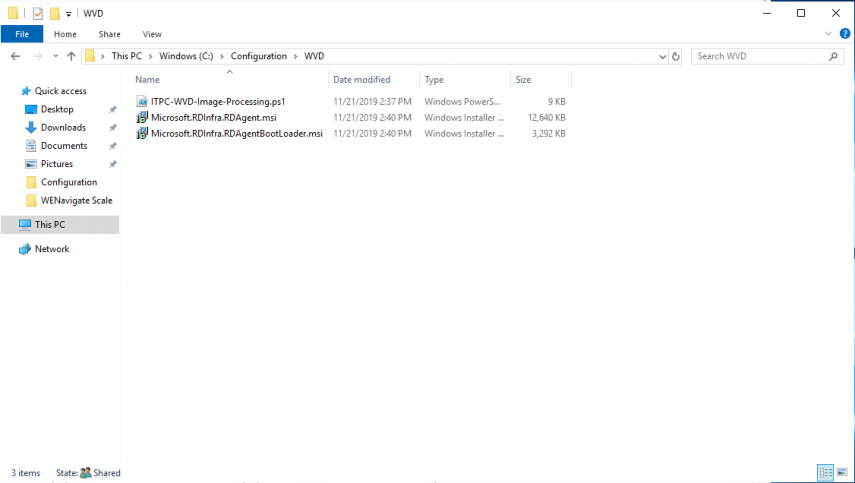 WVD
File Home Share View
This PC Windows (C:) Configuration WVD Search WVD
Name Date modified Type Size
Quick access
Desktop
Downloads
Documents
Pictures
Configuration
WENavigate Scale
This PC
Network
ITPC-WVD-Image-Processing.ps1 11/21/2019 2:37 PM Windows PowerS... 9 KB
Microsoft.RDInfra.RDAgent.msi 11/21/2019 2:40 PM Windows Installer ... 12,640 KB
Microsoft.RDInfra.RDAgentBootLoader.msi 11/21/2019 2:40 PM Windows Installer ... 3,292 KB
3 items State: Shared